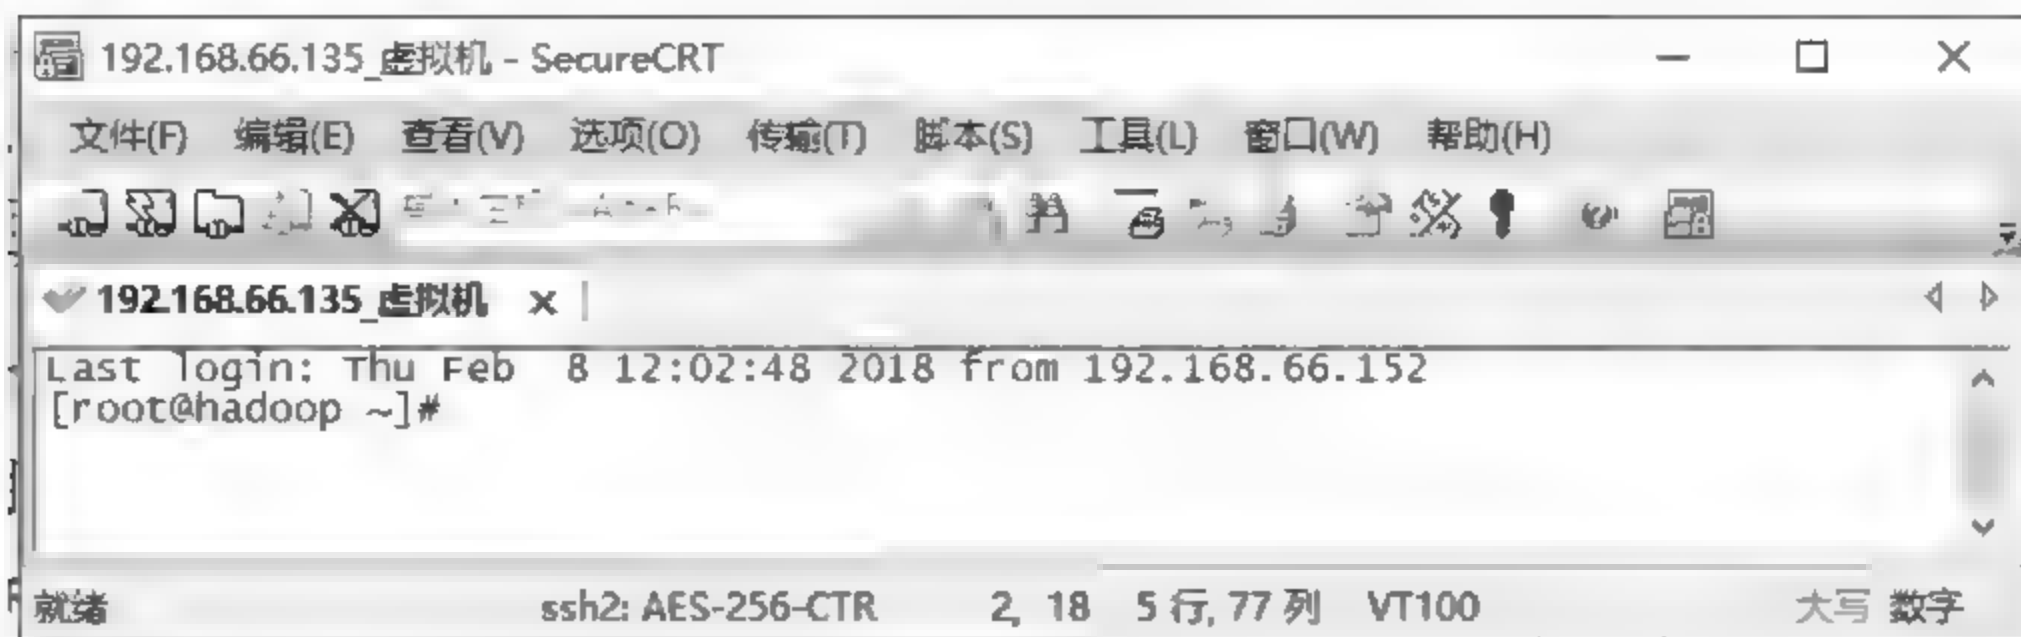 192.168.66.135_虚拟机 - SecureCRT
文件(F) 编辑(E) 查看(V) 选项(O) 传输(T) 脚本(S) 工具(L) 窗口(W) 帮助(H)
192.168.66.135_虚拟机
Last login: Thu Feb  8 12:02:48 2018 from 192.168.66.152
[root@hadoop ~]#
就绪 ssh2: AES-256-CTR 2, 18 5 行, 77 列 VT100 大写 数字